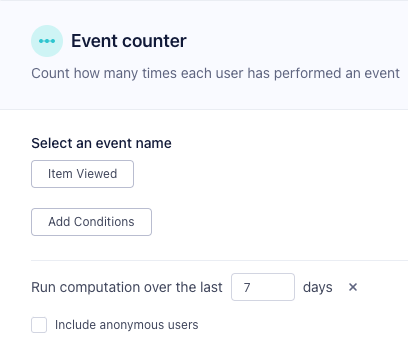 Event counter
Count how many times each user has performed an event
Select an event name
Item Viewed
Add Conditions
Run computation over the last 7 days ×
Include anonymous users